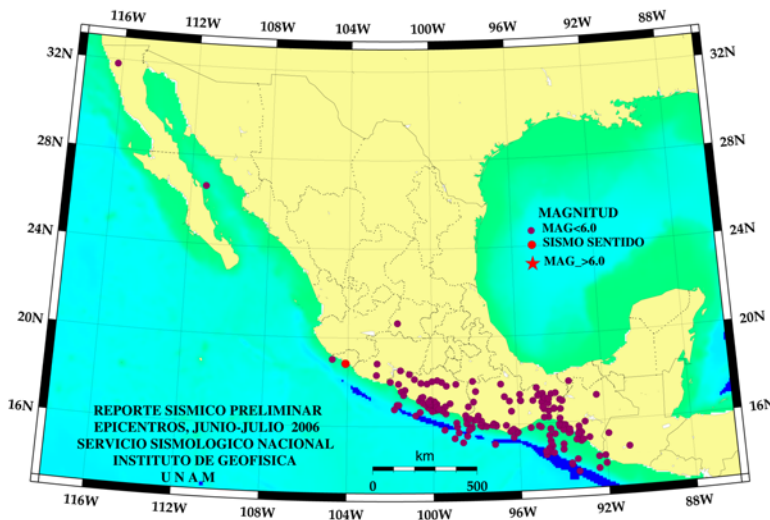 116W 112W 108W 104W 100W 96W 92W 88W
32N 32N
28N 28N
24N 24N
20N 20N
16N 16N
MAGNITUD
MAG<6.0
SISMO SENTIDO
MAG_>6.0
REPORTE SISMICO PRELIMINAR
EPICENTROS, JUNIO-JULIO 2006
SERVICIO SISMOLOGICO NACIONAL
INSTITUTO DE GEOFISICA
U N A M
km
0 500
116W 112W 108W 104W 100W 96W 92W 88W